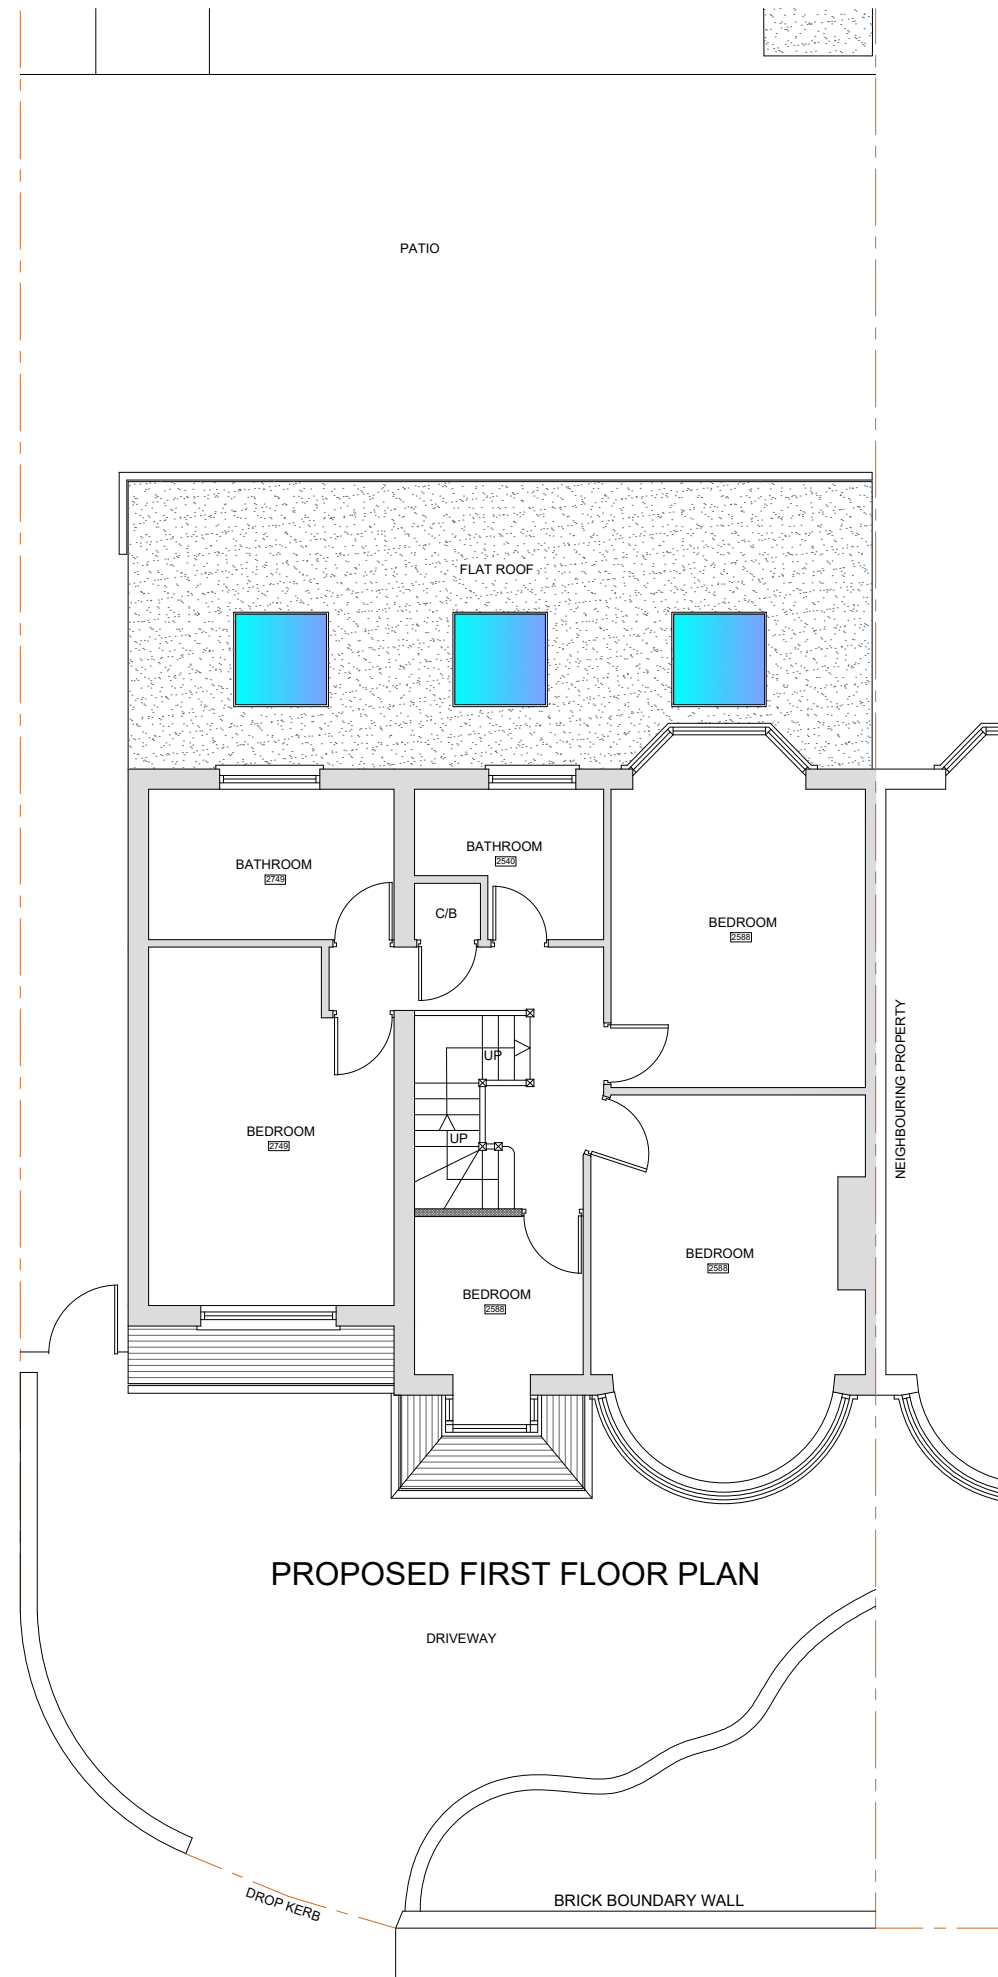 PATIO
FLAT ROOF
BATHROOM
2749
BATHROOM
2540
C/B
BEDROOM
2588
NEIGHBOURING PROPERTY
UP
UP
BEDROOM
2749
BEDROOM
2588
BEDROOM
2588
PROPOSED FIRST FLOOR PLAN
DRIVEWAY
DROP KERB
BRICK BOUNDARY WALL